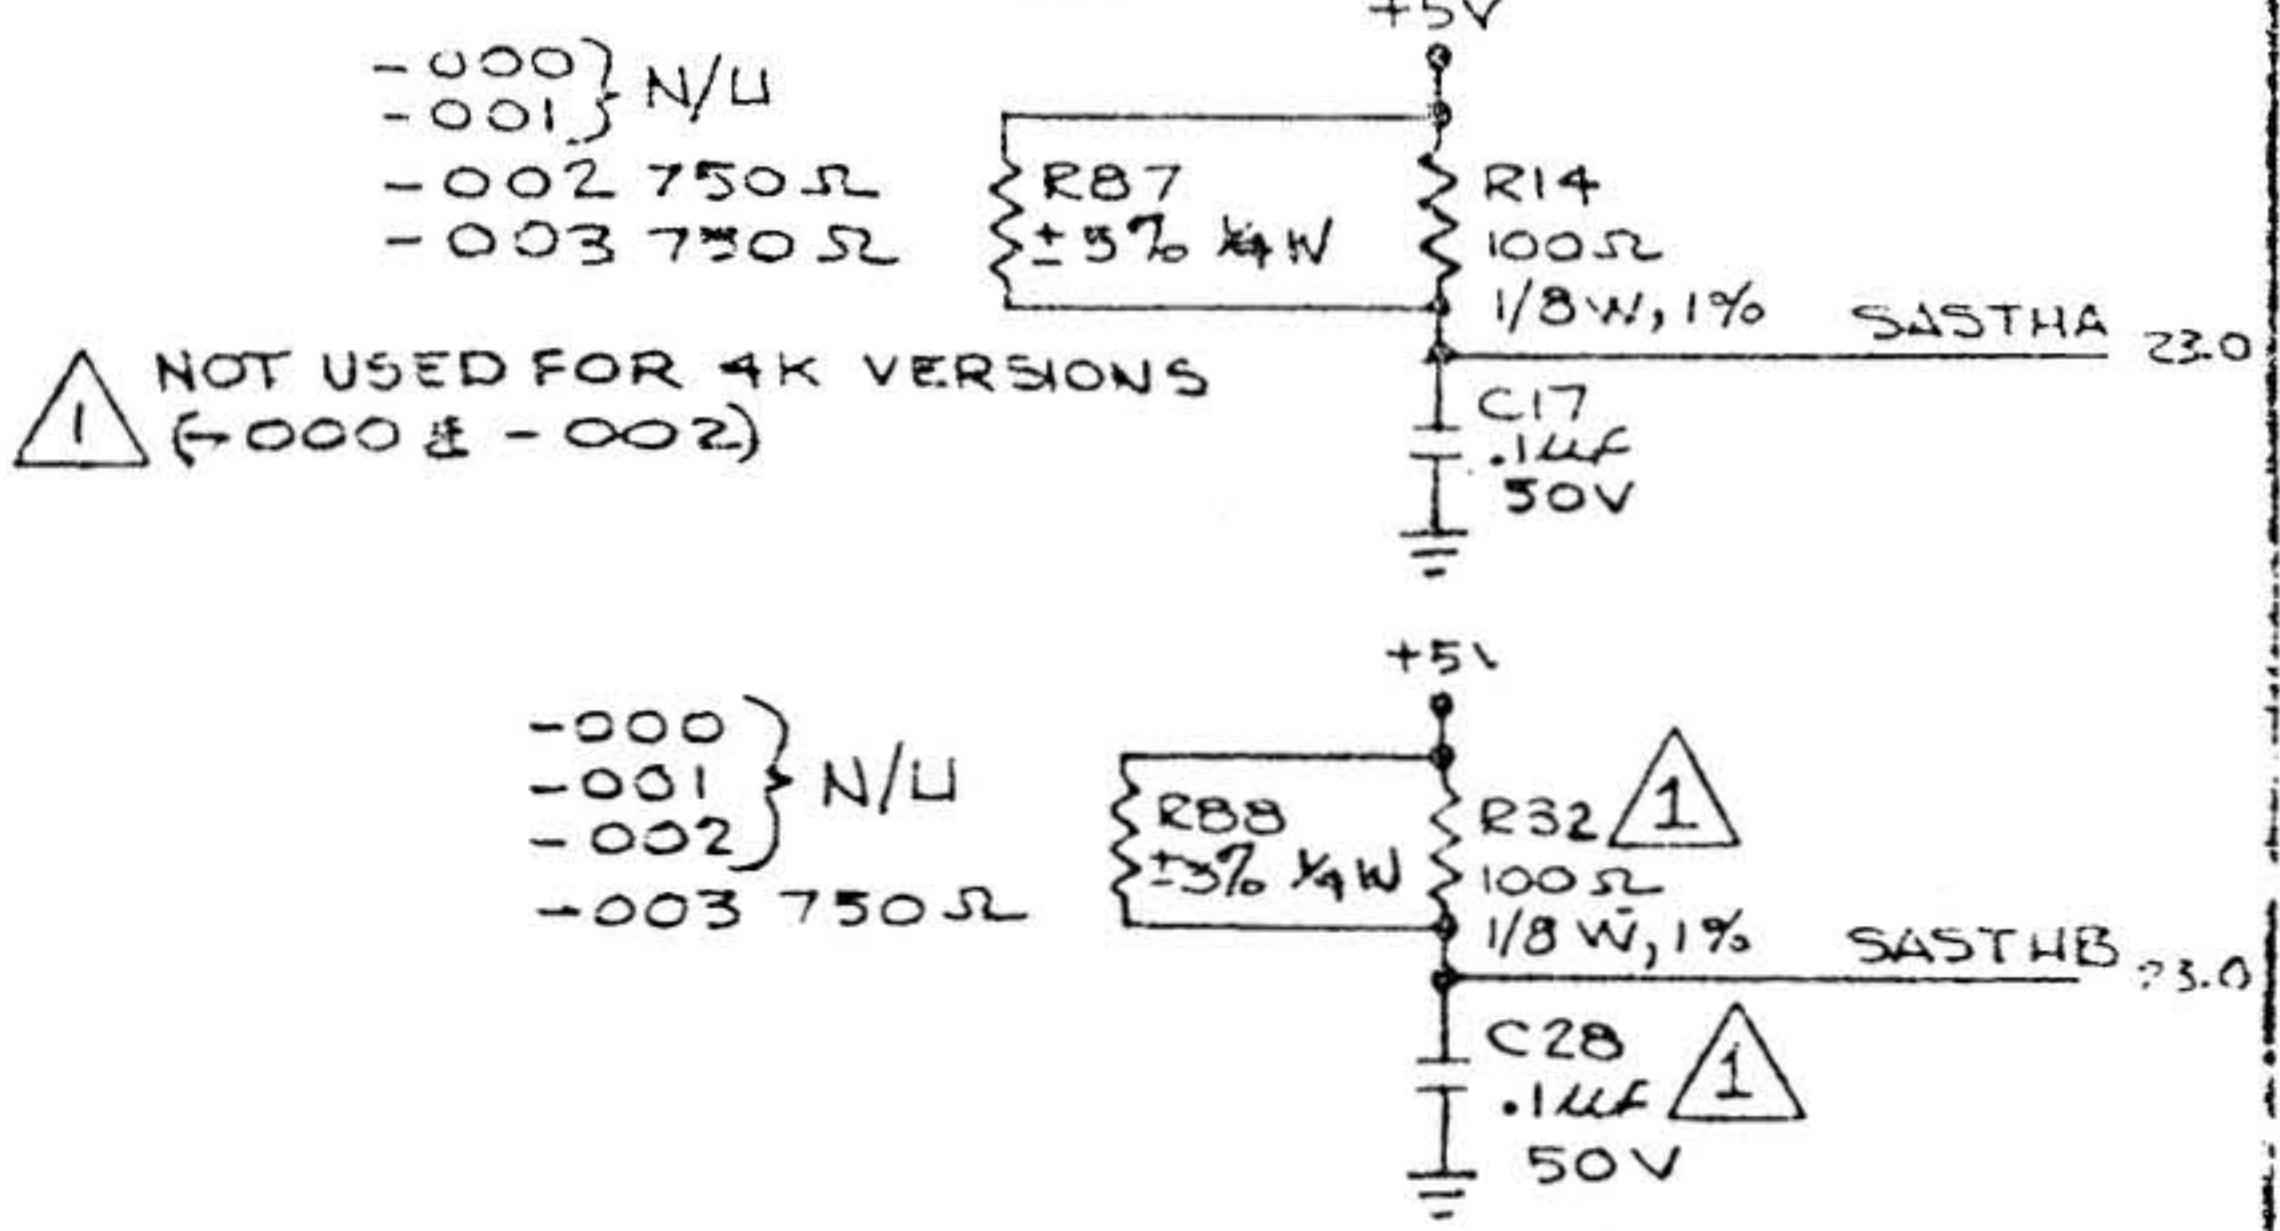 +5V
-000
-001 } N/U
-002 750Ω
-003 750Ω
R87
±5% 1/4W
R14
100Ω
1/8W, 1%
SASTHA 23.0
1 NOT USED FOR 4K VERSIONS
(-000 & -002)
C17
.1uf
50V
+5V
-000
-001 } N/U
-002
-003 750Ω
R88
±5% 1/4W
R32 1
100Ω
1/8W, 1%
SASTHB 23.0
C28 1
.1uf
50V